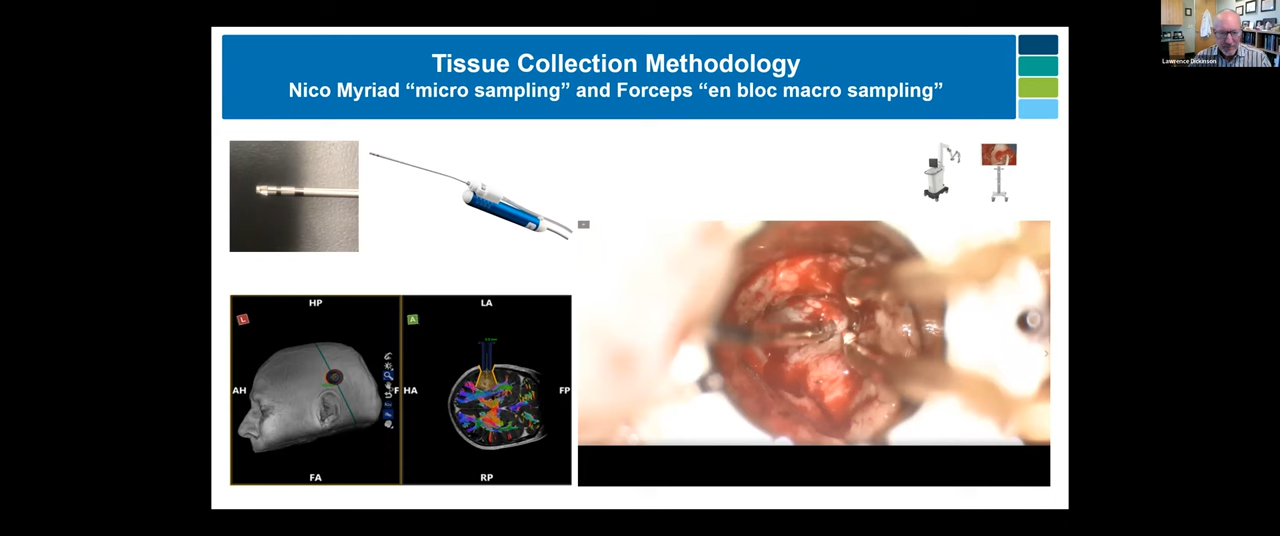 Lawrence Dickinson
Tissue Collection Methodology
Nico Myriad “micro sampling” and Forceps “en bloc macro sampling”
HP
LA
L
A
AH
F
HA
FP
FA
RP